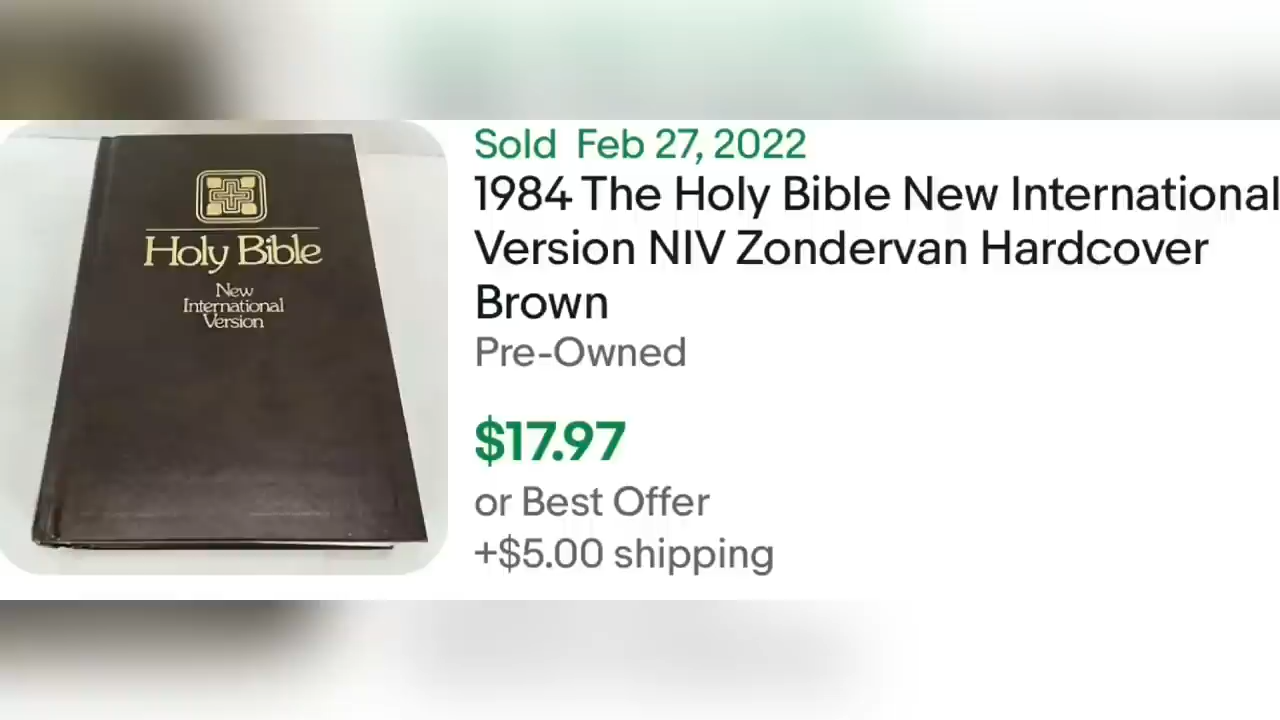 Holy Bible
New
International
Version
Sold Feb 27, 2022
1984 The Holy Bible New International
Version NIV Zondervan Hardcover
Brown
Pre-Owned
$17.97
or Best Offer
+$5.00 shipping